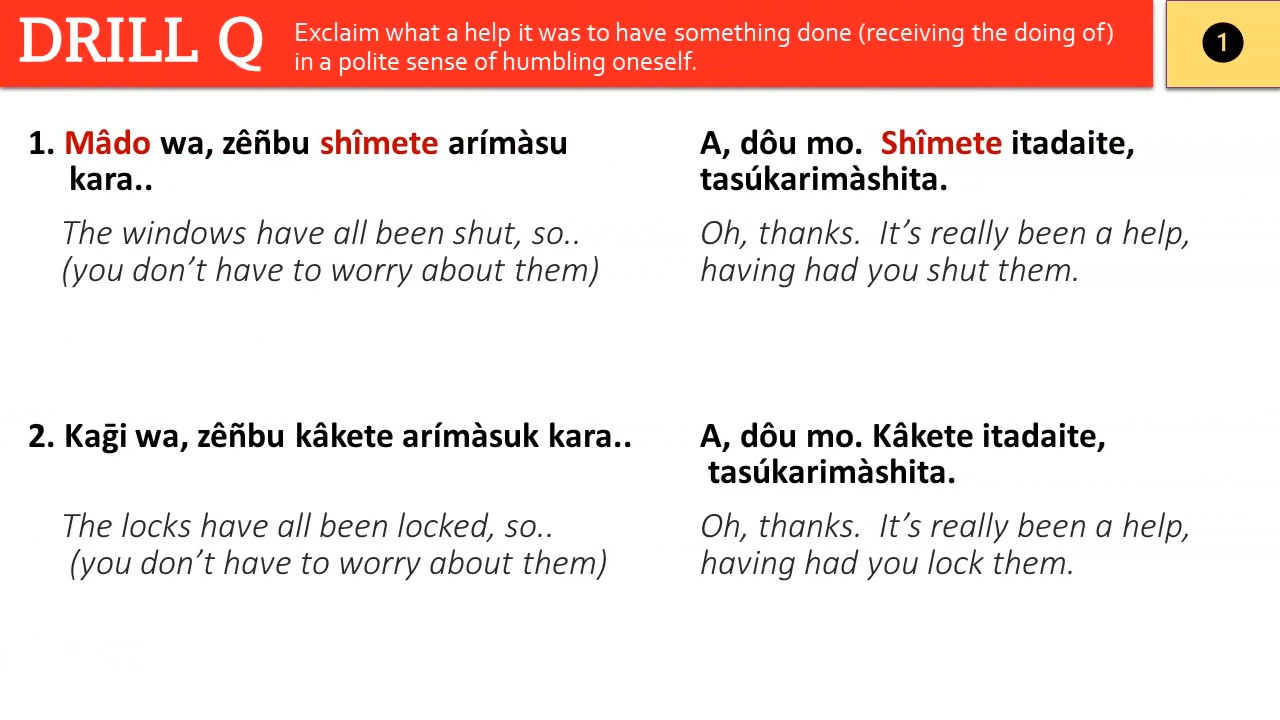 DRILL Q
Exclaim what a help it was to have something done (receiving the doing of)
in a polite sense of humbling oneself.
1
1. Mâdo wa, zêñbu shîmete arímàsu
kara..
The windows have all been shut, so..
(you don’t have to worry about them)
A, dôu mo.  Shîmete itadaite,
tasúkarimàshita.
Oh, thanks.  It’s really been a help,
having had you shut them.
2. Kaḡi wa, zêñbu kâkete arímàsuk kara..
The locks have all been locked, so..
(you don’t have to worry about them)
A, dôu mo. Kâkete itadaite,
tasúkarimàshita.
Oh, thanks.  It’s really been a help,
having had you lock them.